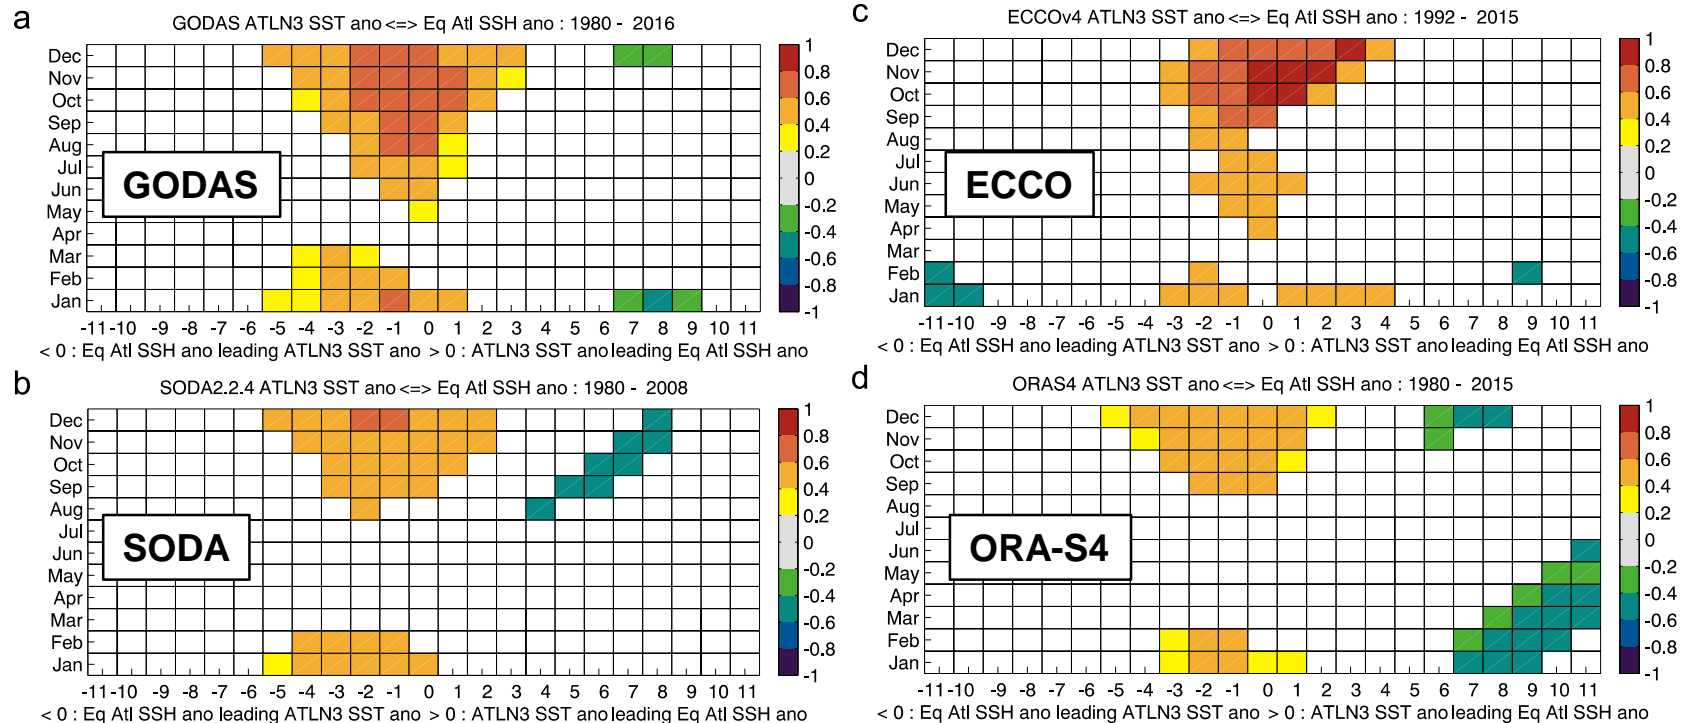 a
GODAS ATLN3 SST ano <=> Eq Atl SSH ano : 1980 - 2016
Dec
Nov
Oct
Sep
Aug
Jul
Jun
May
Apr
Mar
Feb
Jan
GODAS
-11 -10 -9 -8 -7 -6 -5 -4 -3 -2 -1 0 1 2 3 4 5 6 7 8 9 10 11
< 0 : Eq Atl SSH ano leading ATLN3 SST ano > 0 : ATLN3 SST ano leading Eq Atl SSH ano
1
0.8
0.6
0.4
0.2
0
-0.2
-0.4
-0.6
-0.8
-1
b
SODA2.2.4 ATLN3 SST ano <=> Eq Atl SSH ano : 1980 - 2008
Dec
Nov
Oct
Sep
Aug
Jul
Jun
May
Apr
Mar
Feb
Jan
SODA
-11 -10 -9 -8 -7 -6 -5 -4 -3 -2 -1 0 1 2 3 4 5 6 7 8 9 10 11
< 0 : Eq Atl SSH ano leading ATLN3 SST ano > 0 : ATLN3 SST ano leading Eq Atl SSH ano
1
0.8
0.6
0.4
0.2
0
-0.2
-0.4
-0.6
-0.8
-1
c
ECCOv4 ATLN3 SST ano <=> Eq Atl SSH ano : 1992 - 2015
Dec
Nov
Oct
Sep
Aug
Jul
Jun
May
Apr
Mar
Feb
Jan
ECCO
-11 -10 -9 -8 -7 -6 -5 -4 -3 -2 -1 0 1 2 3 4 5 6 7 8 9 10 11
< 0 : Eq Atl SSH ano leading ATLN3 SST ano > 0 : ATLN3 SST ano leading Eq Atl SSH ano
1
0.8
0.6
0.4
0.2
0
-0.2
-0.4
-0.6
-0.8
-1
d
ORAS4 ATLN3 SST ano <=> Eq Atl SSH ano : 1980 - 2015
Dec
Nov
Oct
Sep
Aug
Jul
Jun
May
Apr
Mar
Feb
Jan
ORA-S4
-11 -10 -9 -8 -7 -6 -5 -4 -3 -2 -1 0 1 2 3 4 5 6 7 8 9 10 11
< 0 : Eq Atl SSH ano leading ATLN3 SST ano > 0 : ATLN3 SST ano leading Eq Atl SSH ano
1
0.8
0.6
0.4
0.2
0
-0.2
-0.4
-0.6
-0.8
-1